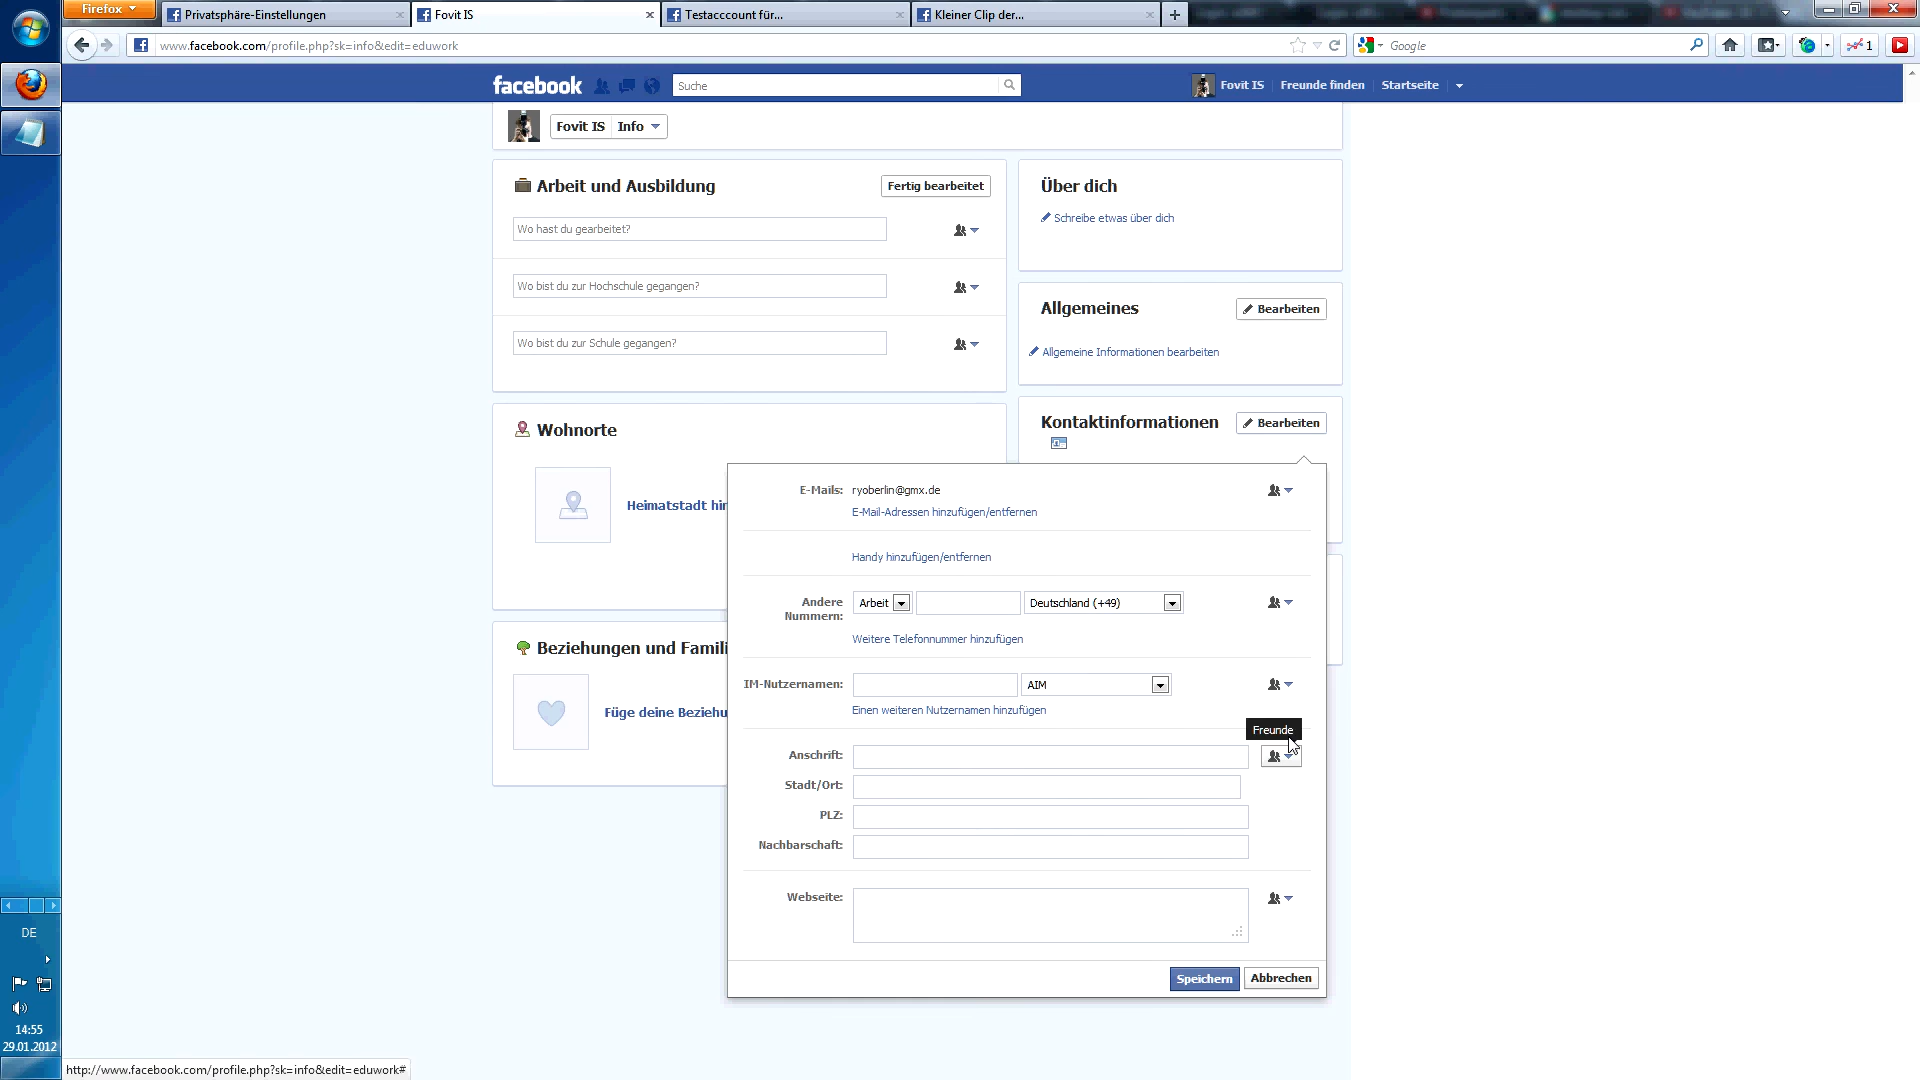 Firefox
Privatsphäre-Einstellungen
Fovit IS
Testacccount für...
Kleiner Clip der...
www.facebook.com/profile.php?sk=info&edit=eduwork
Google
1
facebook
Suche
Fovit IS
Freunde finden
Startseite
Fovit IS
Info
Arbeit und Ausbildung
Fertig bearbeitet
Wo hast du gearbeitet?
Wo bist du zur Hochschule gegangen?
Wo bist du zur Schule gegangen?
Über dich
Schreibe etwas über dich
Allgemeines
Bearbeiten
Allgemeine Informationen bearbeiten
Kontaktinformationen
Bearbeiten
Wohnorte
Heimatstadt hin
Beziehungen und Famili
Füge deine Beziehu
E-Mails: ryoberlin@gmx.de
E-Mail-Adressen hinzufügen/entfernen
Handy hinzufügen/entfernen
Andere Nummern:
Arbeit
Deutschland (+49)
Weitere Telefonnummer hinzufügen
IM-Nutzernamen:
AIM
Einen weiteren Nutzernamen hinzufügen
Freunde
Anschrift:
Stadt/Ort:
PLZ:
Nachbarschaft:
Webseite:
Speichern
Abbrechen
DE
14:55
29.01.2012
http://www.facebook.com/profile.php?sk=info&edit=eduwork#